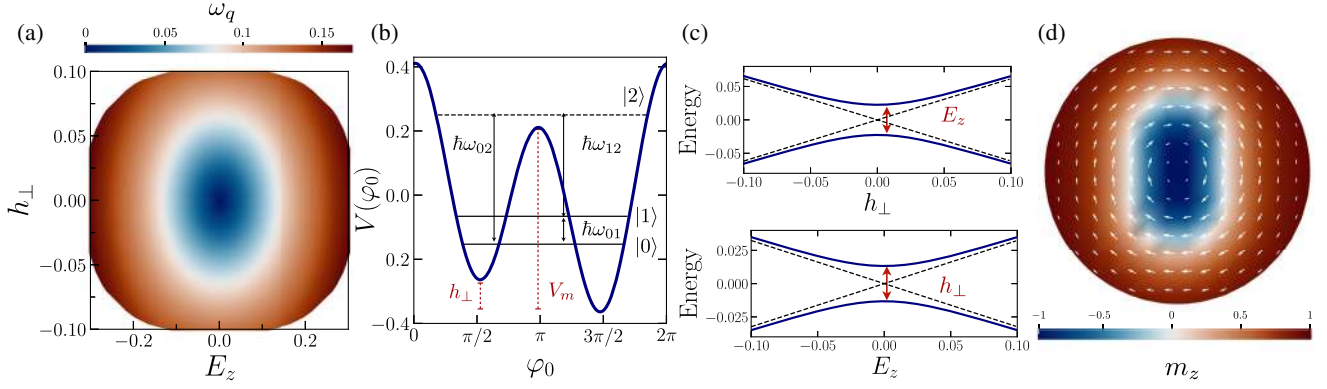 (a)
ω_q
0 0.05 0.1 0.15
h_⊥
0.10
0.05
0.00
−0.05
−0.10
−0.2 0.0 0.2
E_z
(b)
V(φ_0)
0.4
0.2
0.0
0.2
−0.4
|2⟩
ℏω_02
ℏω_12
|1⟩
ℏω_01
|0⟩
h_⊥
V_m
0 π/2 π 3π/2 2π
φ_0
(c)
Energy
0.05
0.00
−0.05
E_z
−0.10 −0.05 0.00 0.05 0.10
h_⊥
Energy
0.025
0.000
−0.025
h_⊥
−0.10 −0.05 0.00 0.05 0.10
E_z
(d)
−1 −0.5 0 0.5 1
m_z